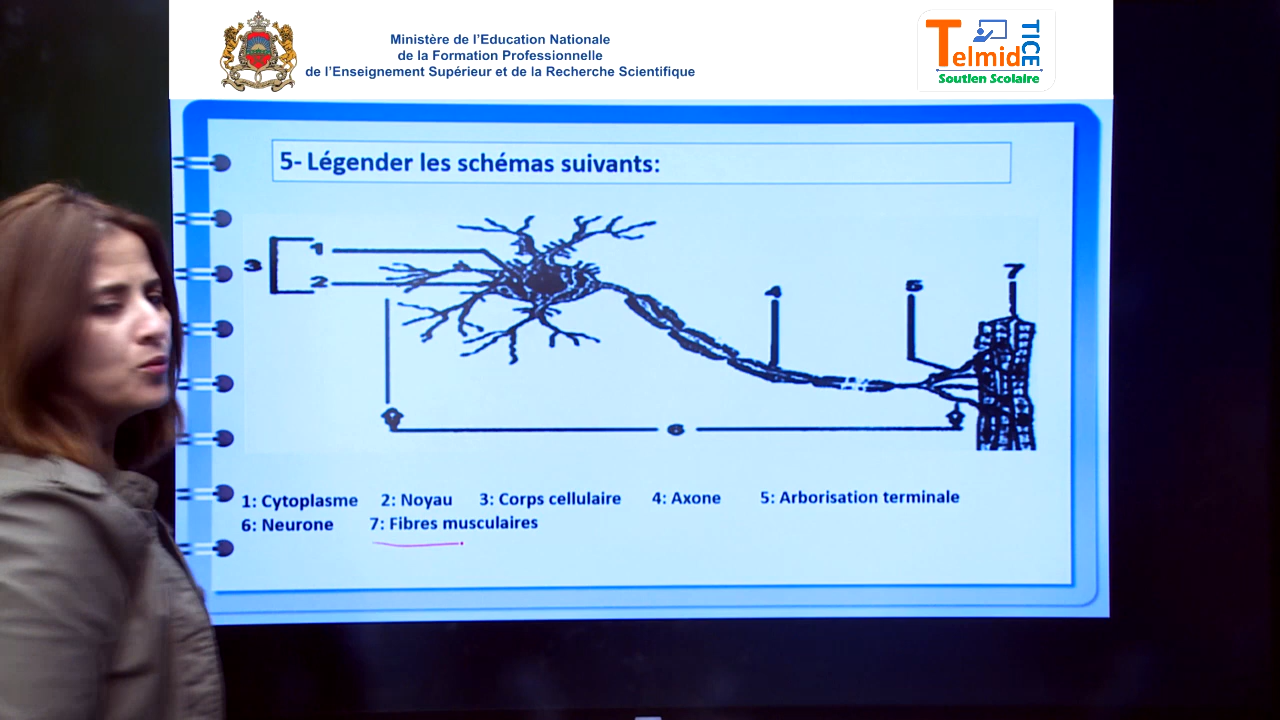 Ministère de l'Education Nationale
de la Formation Professionnelle
de l'Enseignement Supérieur et de la Recherche Scientifique
Telmid TICE
Soutien Scolaire
5- Légender les schémas suivants:
1
2
3
4
5
7
6
1: Cytoplasme 2: Noyau 3: Corps cellulaire 4: Axone 5: Arborisation terminale
6: Neurone 7: Fibres musculaires